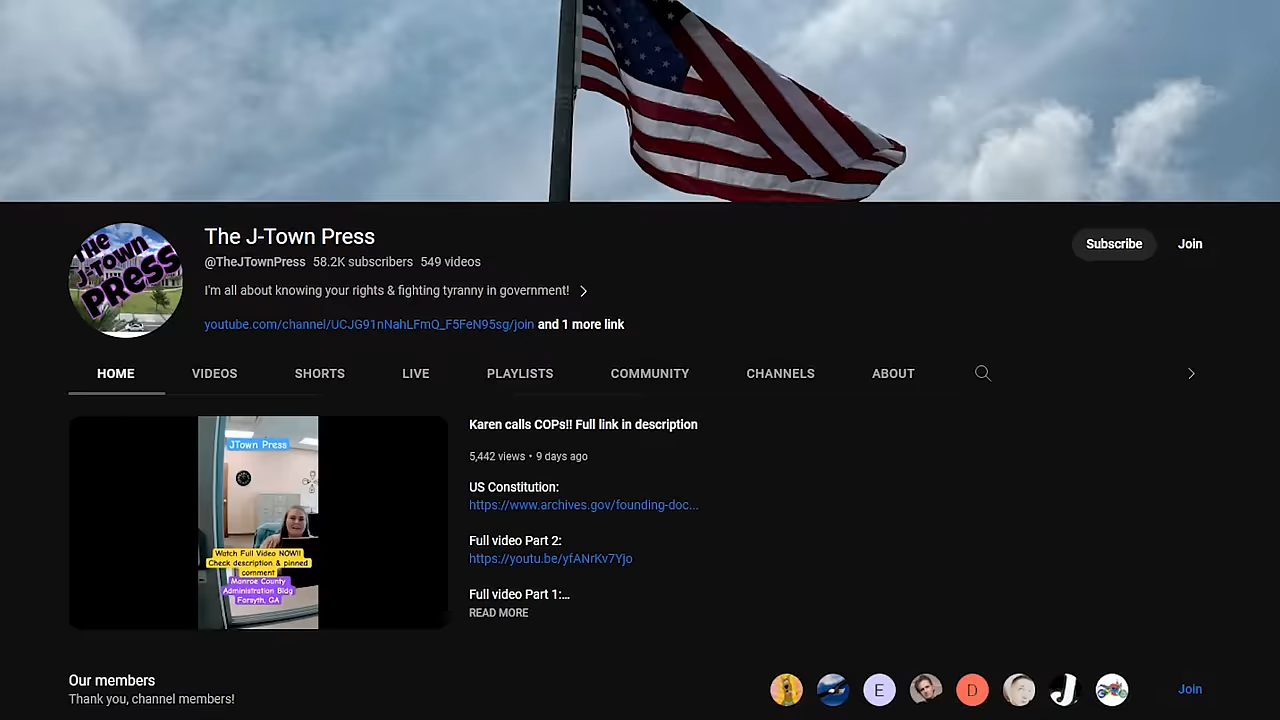 THE
J-TOWN
PRESS
The J-Town Press
@TheJTownPress 58.2K subscribers 549 videos
I'm all about knowing your rights & fighting tyranny in government!
youtube.com/channel/UCJG91nNahLFmQ_F5FeN95sg/join and 1 more link
Subscribe
Join
HOME VIDEOS SHORTS LIVE PLAYLISTS COMMUNITY CHANNELS ABOUT
JTown Press
Watch Full Video NOW!!
Check description & pinned
comment
Monroe County
Administration Bldg
Forsyth, GA
Karen calls COPs!! Full link in description
5,442 views • 9 days ago
US Constitution:
https://www.archives.gov/founding-doc...
Full video Part 2:
https://youtu.be/yfANrKv7Yjo
Full video Part 1:...
READ MORE
Our members
Thank you, channel members!
E
D
J
Join